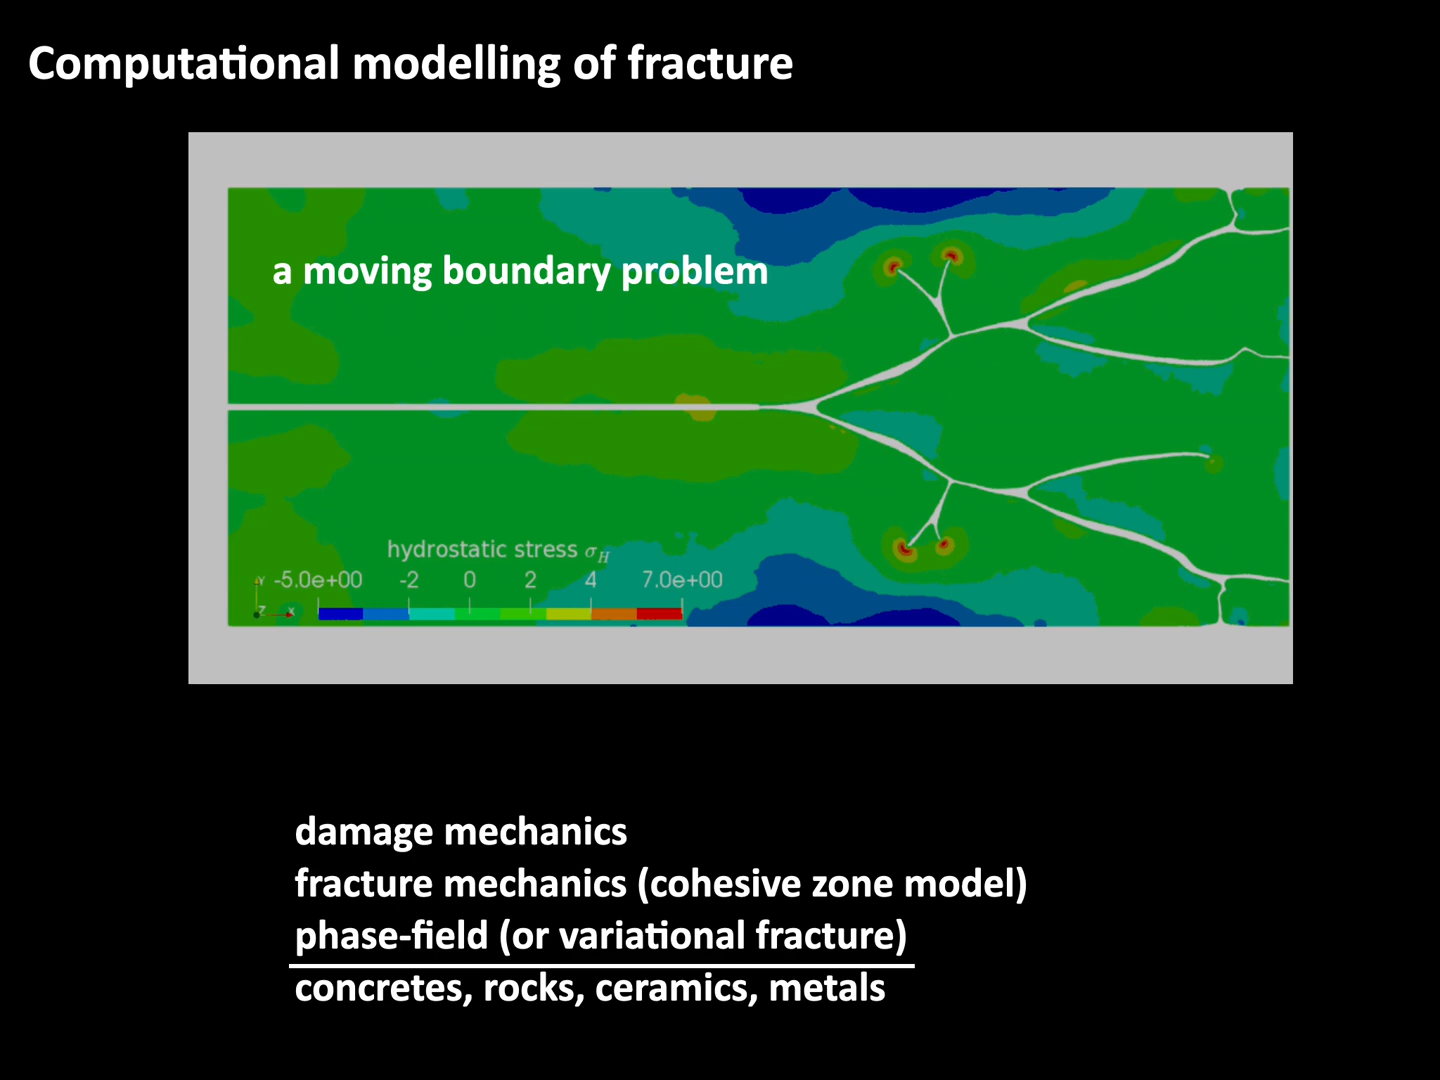 Computational modelling of fracture
a moving boundary problem
hydrostatic stress σH
-5.0e+00 -2 0 2 4 7.0e+00
Y
Z X
damage mechanics
fracture mechanics (cohesive zone model)
phase-field (or variational fracture)
concretes, rocks, ceramics, metals